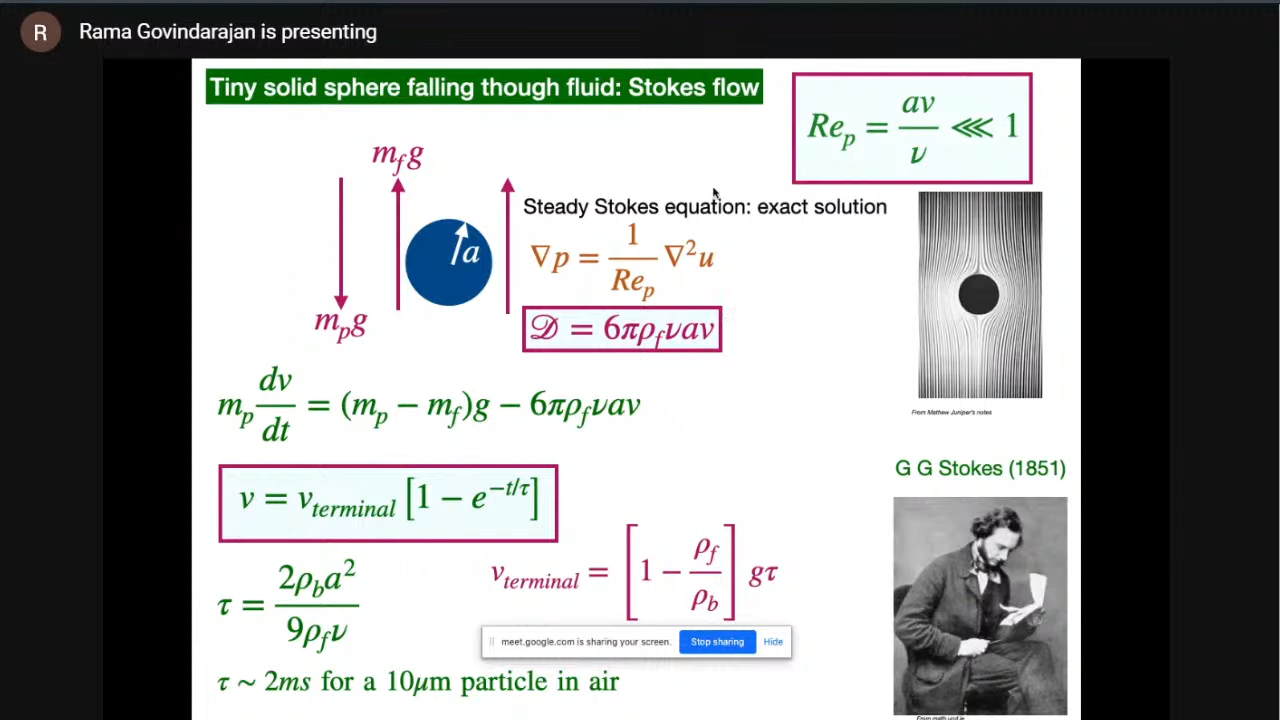 R
Rama Govindarajan is presenting
Tiny solid sphere falling though fluid: Stokes flow
Re_p = av/ν ⋘ 1
m_f g
Steady Stokes equation: exact solution
a
∇p = 1/Re_p ∇²u
m_p g
𝒟 = 6πρ_f νav
m_p dv/dt = (m_p − m_f)g − 6πρ_f νav
From Mathew Juniper's notes
G G Stokes (1851)
v = v_terminal [1 − e^{−t/τ}]
v_terminal = [1 − ρ_f/ρ_b] gτ
τ = 2ρ_b a²/9ρ_f ν
meet.google.com is sharing your screen.
Stop sharing
Hide
τ ~ 2ms for a 10μm particle in air